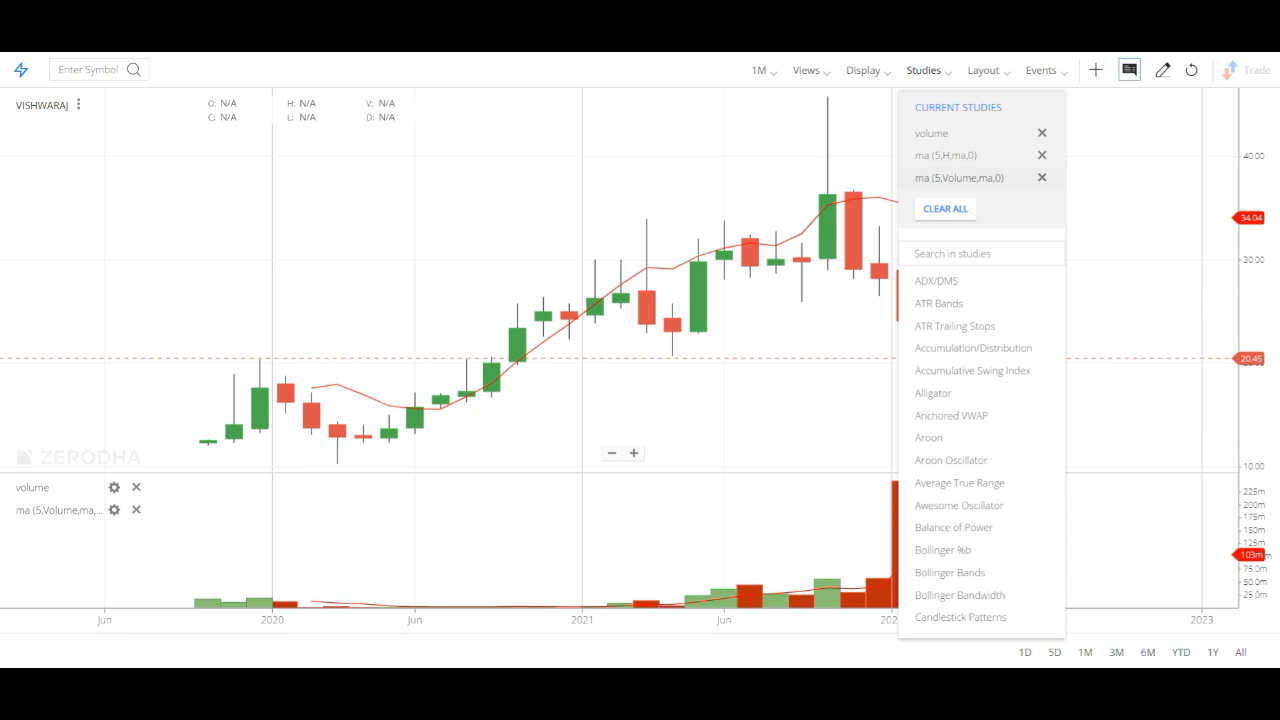 Enter Symbol
1M Views Display Studies Layout Events Trade
VISHWARAJ
O: N/A H: N/A V: N/A
C: N/A L: N/A D: N/A
CURRENT STUDIES
volume
ma (5,H,ma,0)
ma (5,Volume,ma,0)
CLEAR ALL
Search in studies
ADX/DMS
ATR Bands
ATR Trailing Stops
Accumulation/Distribution
Accumulative Swing Index
Alligator
Anchored VWAP
Aroon
Aroon Oscillator
Average True Range
Awesome Oscillator
Balance of Power
Bollinger %b
Bollinger Bands
Bollinger Bandwidth
Candlestick Patterns
40.00
34.04
30.00
20.45
10.00
ZERODHA
volume
ma (5,Volume,ma,...
225m
200m
175m
150m
125m
103m
75.0m
50.0m
25.0m
Jun 2020 Jun 2021 Jun 2023
1D 5D 1M 3M 6M YTD 1Y All